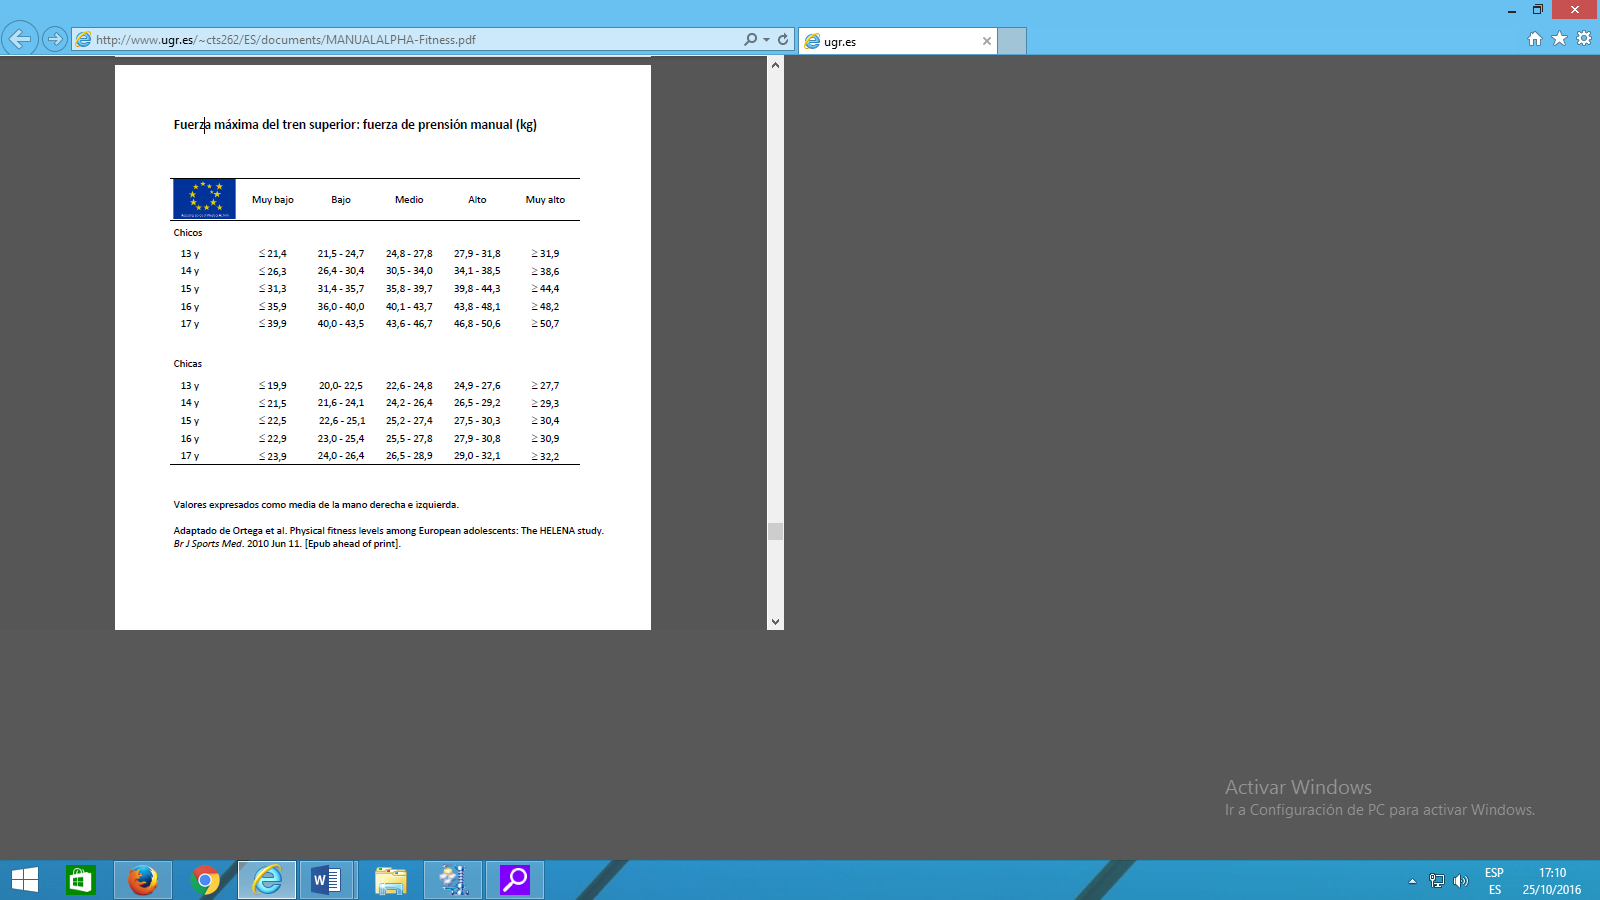 http://www.ugr.es/~cts262/ES/documents/MANUALALPHA-Fitness.pdf
ugr.es
Fuerza máxima del tren superior: fuerza de prensión manual (kg)
Muy bajo Bajo Medio Alto Muy alto
Chicos
13 y ≤ 21,4 21,5 - 24,7 24,8 - 27,8 27,9 - 31,8 ≥ 31,9
14 y ≤ 26,3 26,4 - 30,4 30,5 - 34,0 34,1 - 38,5 ≥ 38,6
15 y ≤ 31,3 31,4 - 35,7 35,8 - 39,7 39,8 - 44,3 ≥ 44,4
16 y ≤ 35,9 36,0 - 40,0 40,1 - 43,7 43,8 - 48,1 ≥ 48,2
17 y ≤ 39,9 40,0 - 43,5 43,6 - 46,7 46,8 - 50,6 ≥ 50,7
Chicas
13 y ≤ 19,9 20,0- 22,5 22,6 - 24,8 24,9 - 27,6 ≥ 27,7
14 y ≤ 21,5 21,6 - 24,1 24,2 - 26,4 26,5 - 29,2 ≥ 29,3
15 y ≤ 22,5 22,6 - 25,1 25,2 - 27,4 27,5 - 30,3 ≥ 30,4
16 y ≤ 22,9 23,0 - 25,4 25,5 - 27,8 27,9 - 30,8 ≥ 30,9
17 y ≤ 23,9 24,0 - 26,4 26,5 - 28,9 29,0 - 32,1 ≥ 32,2
Valores expresados como media de la mano derecha e izquierda.
Adaptado de Ortega et al. Physical fitness levels among European adolescents: The HELENA study.
Br J Sports Med. 2010 Jun 11. [Epub ahead of print].
Activar Windows
Ir a Configuración de PC para activar Windows.
ESP 17:10
ES 25/10/2016